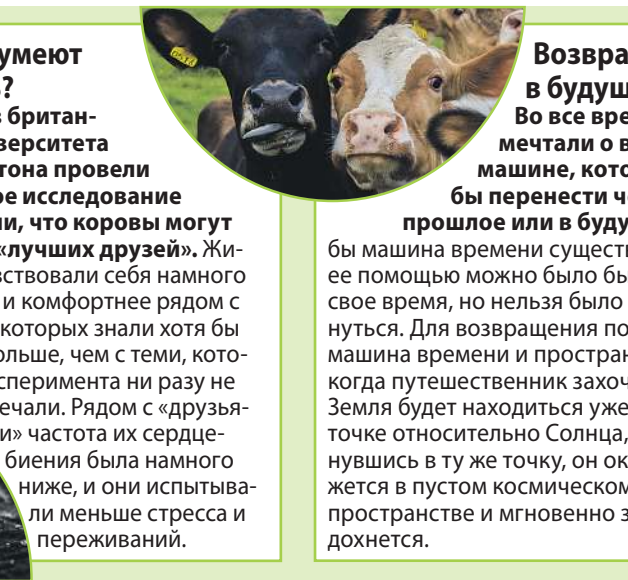 умеют
?
британ-
верситета
тона провели
ое исследование
ли, что коровы могут
«лучших друзей». Жи-
вствовали себя намного
и комфортнее рядом с
которых знали хотя бы
ольше, чем с теми, кото-
сперимента ни разу не
ечали. Рядом с «друзья-
и» частота их сердце-
биения была намного
ниже, и они испытыва-
ли меньше стресса и
переживаний.
Возвра
в будущ
Во все вре
мечтали о в
машине, кото
бы перенести че
прошлое или в буду
бы машина времени существ
ее помощью можно было бы
свое время, но нельзя было
нуться. Для возвращения по
машина времени и простран
когда путешественник захоч
Земля будет находиться уже
точке относительно Солнца,
нувшись в ту же точку, он ок
жется в пустом космическом
пространстве и мгновенно з
дохнется.